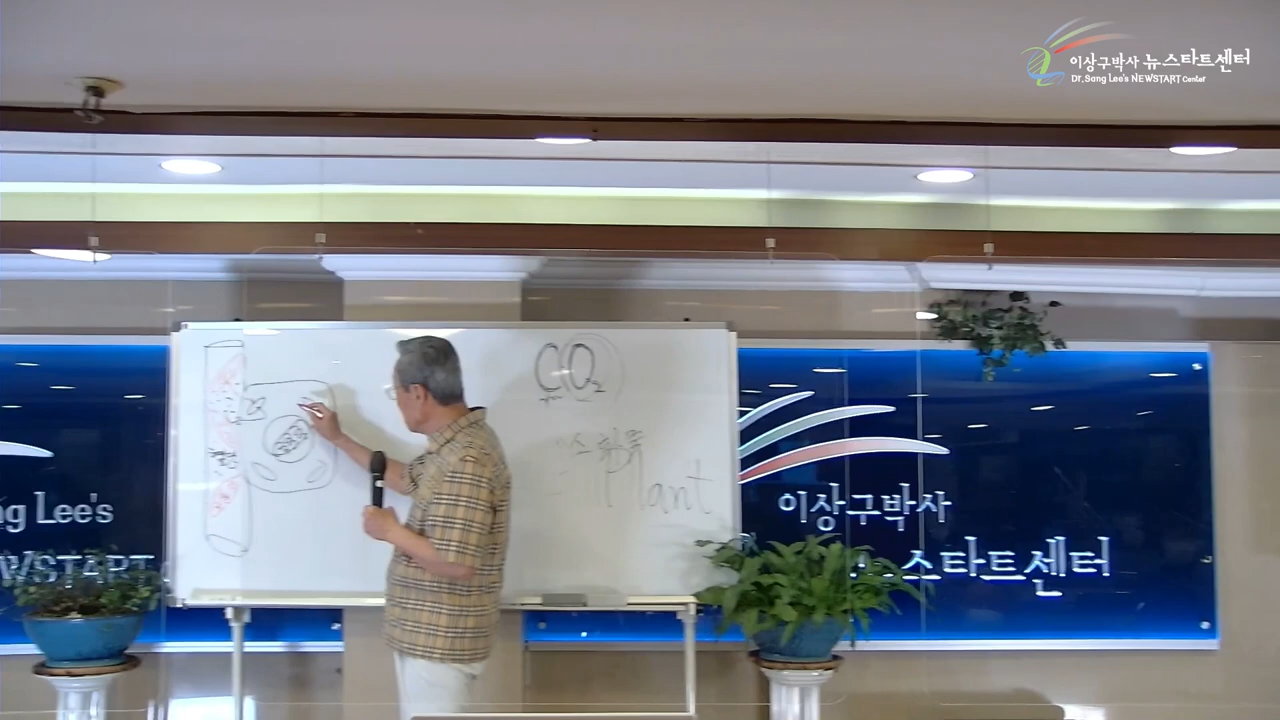 이상구박사 뉴스타트센터
Dr. Sang Lee's NEWSTART Center
CO₂
Plant
ng Lee's
WSTART
이상구박사
스타트센터